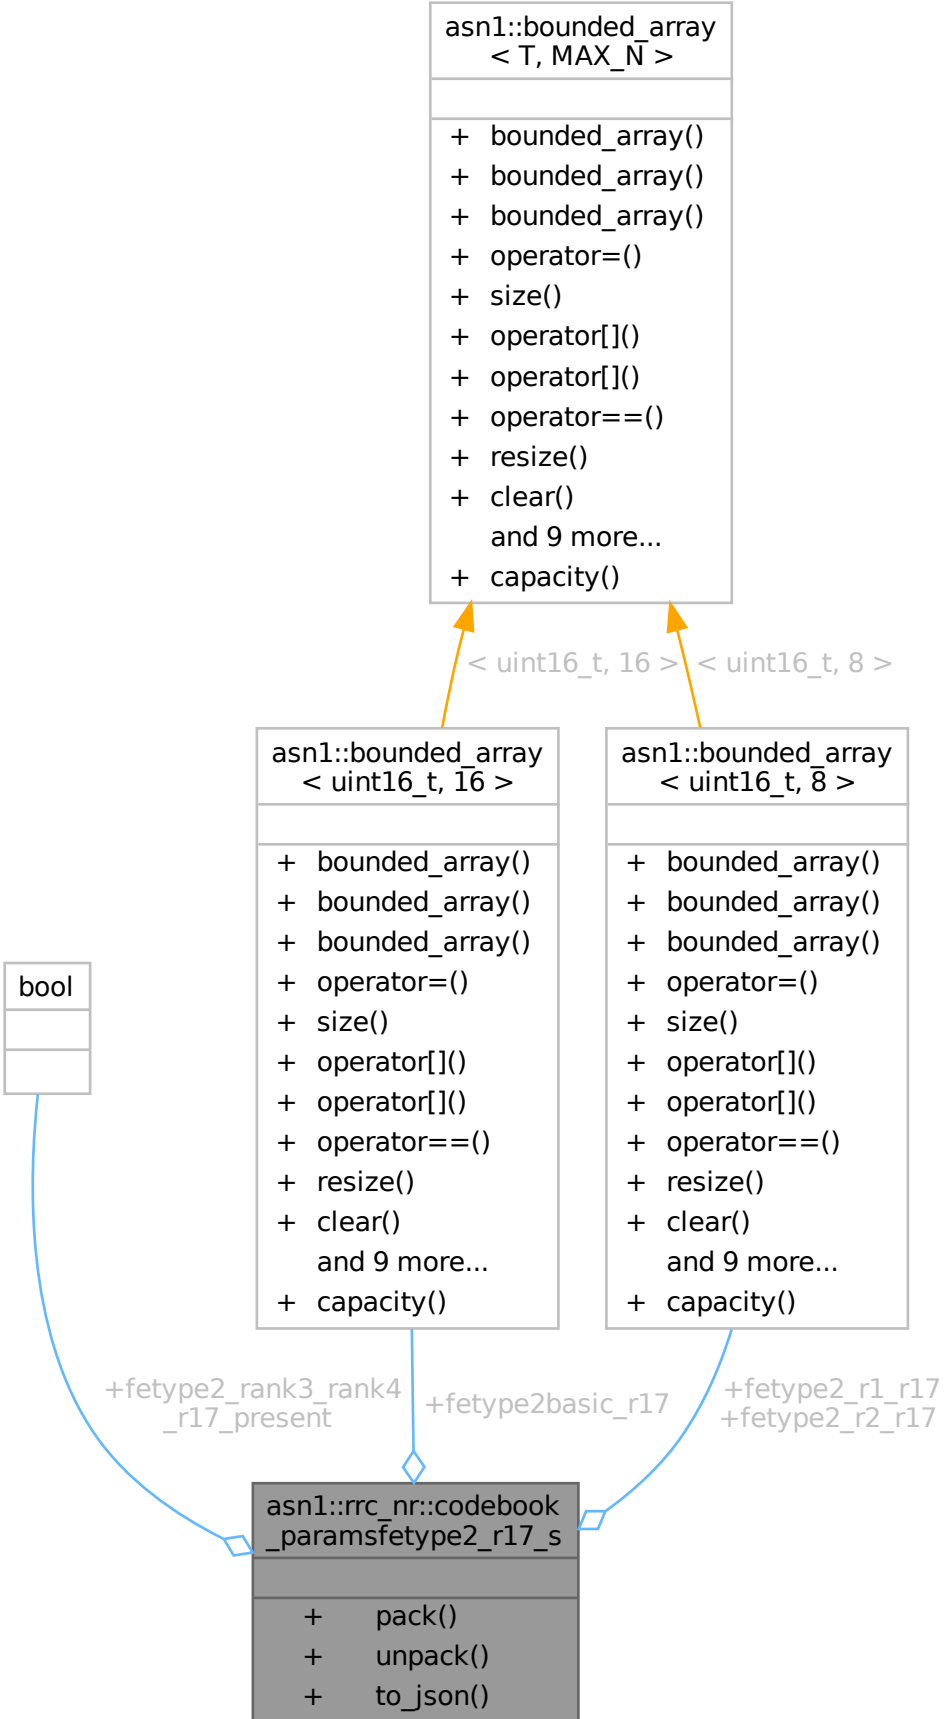 asn1::bounded_array
< T, MAX_N >
+ bounded_array()
+ bounded_array()
+ bounded_array()
+ operator=()
+ size()
+ operator[]()
+ operator[]()
+ operator==()
+ resize()
+ clear()
and 9 more...
+ capacity()
< uint16_t, 16 >
< uint16_t, 8 >
asn1::bounded_array
< uint16_t, 16 >
+ bounded_array()
+ bounded_array()
+ bounded_array()
+ operator=()
+ size()
+ operator[]()
+ operator[]()
+ operator==()
+ resize()
+ clear()
and 9 more...
+ capacity()
asn1::bounded_array
< uint16_t, 8 >
+ bounded_array()
+ bounded_array()
+ bounded_array()
+ operator=()
+ size()
+ operator[]()
+ operator[]()
+ operator==()
+ resize()
+ clear()
and 9 more...
+ capacity()
bool
+fetype2_rank3_rank4
_r17_present
+fetype2basic_r17
+fetype2_r1_r17
+fetype2_r2_r17
asn1::rrc_nr::codebook
_paramsfetype2_r17_s
+ pack()
+ unpack()
+ to_json()